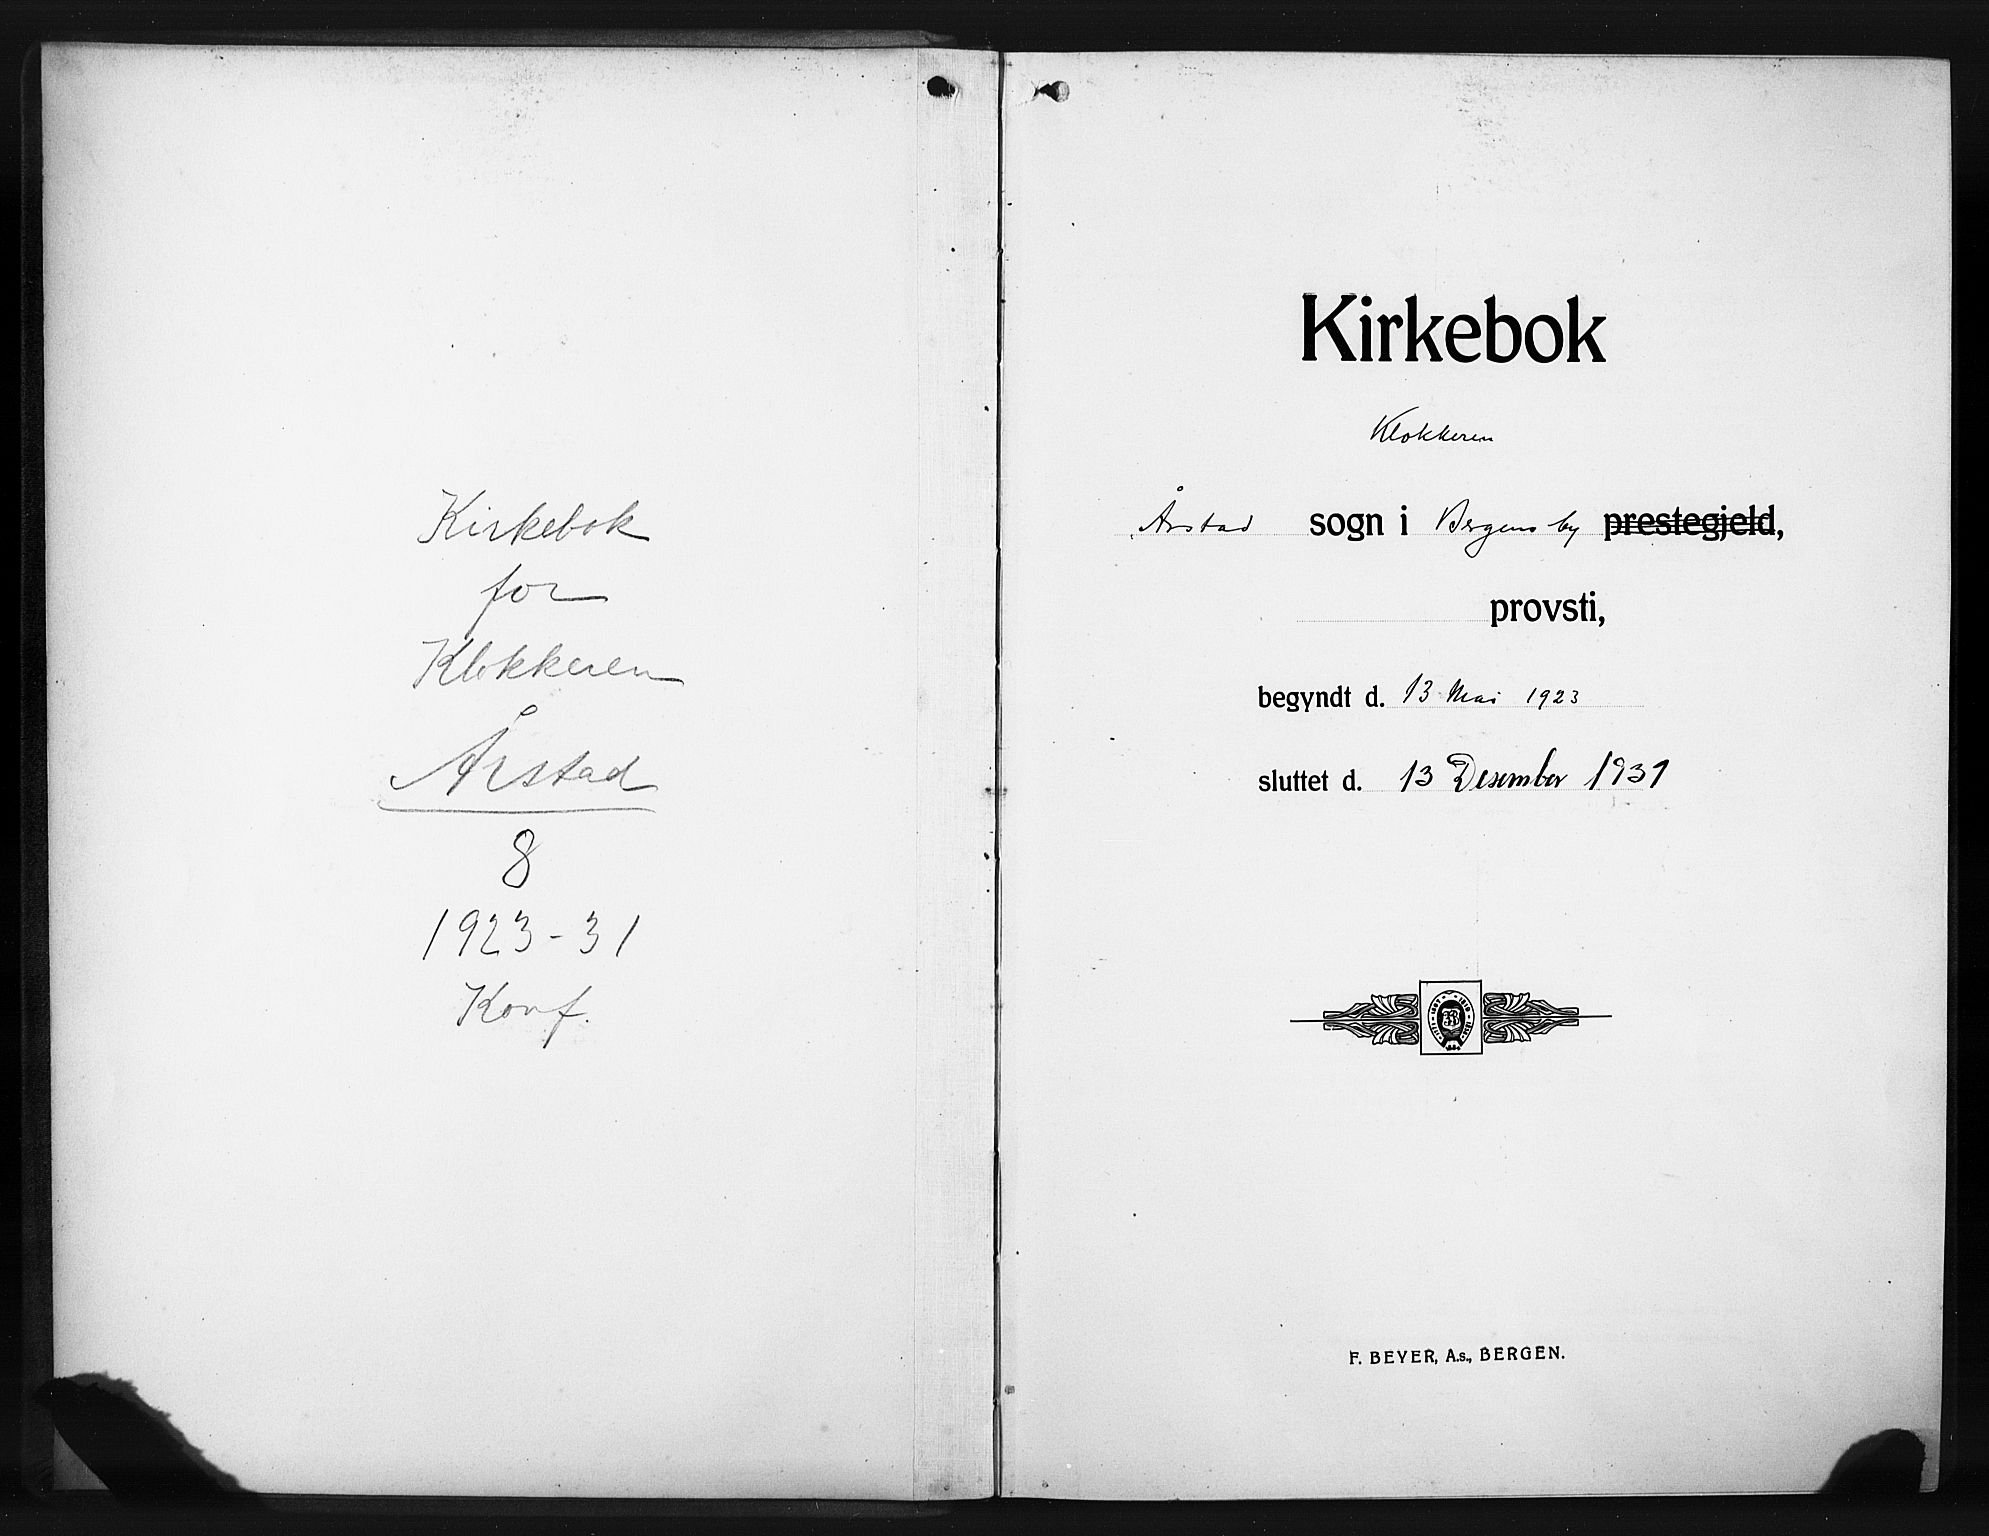 Kirkebok
for
Klokkeren
Årstad
8
1923-31
Konf.
Kirkebok
Klokkeren
Årstad sogn i Bergens by prestegjeld,
provsti,
begyndt d. 13 Mai 1923
sluttet d. 13 Desember 1931
F. BEYER, A.s., BERGEN.